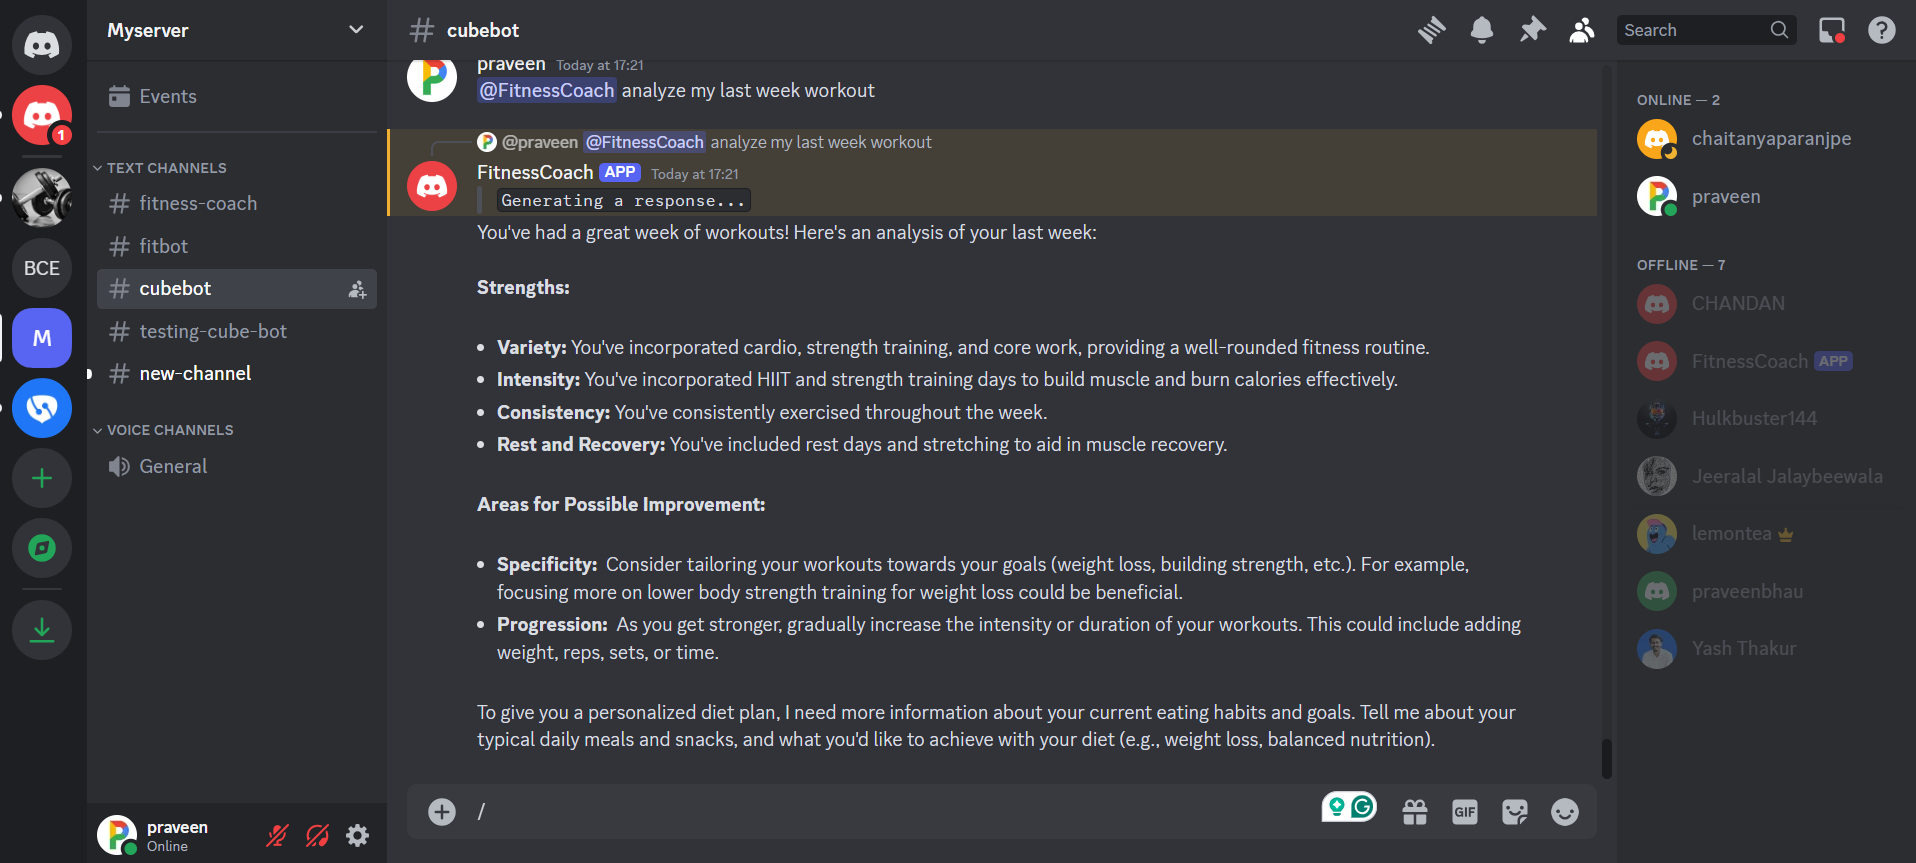 1
BCE
M
Myserver
Events
TEXT CHANNELS
fitness-coach
fitbot
cubebot
testing-cube-bot
new-channel
VOICE CHANNELS
General
praveen
Online
# cubebot
Search
praveen Today at 17:21
@FitnessCoach analyze my last week workout
@praveen @FitnessCoach analyze my last week workout
FitnessCoach APP Today at 17:21
Generating a response...
You've had a great week of workouts! Here's an analysis of your last week:
Strengths:
• Variety: You've incorporated cardio, strength training, and core work, providing a well-rounded fitness routine.
• Intensity: You've incorporated HIIT and strength training days to build muscle and burn calories effectively.
• Consistency: You've consistently exercised throughout the week.
• Rest and Recovery: You've included rest days and stretching to aid in muscle recovery.
Areas for Possible Improvement:
• Specificity: Consider tailoring your workouts towards your goals (weight loss, building strength, etc.). For example,
focusing more on lower body strength training for weight loss could be beneficial.
• Progression: As you get stronger, gradually increase the intensity or duration of your workouts. This could include adding
weight, reps, sets, or time.
To give you a personalized diet plan, I need more information about your current eating habits and goals. Tell me about your
typical daily meals and snacks, and what you'd like to achieve with your diet (e.g., weight loss, balanced nutrition).
/
GIF
ONLINE — 2
chaitanyaparanjpe
praveen
OFFLINE — 7
CHANDAN
FitnessCoach APP
Hulkbuster144
Jeeralal Jalaybeewala
lemontea
praveenbhau
Yash Thakur